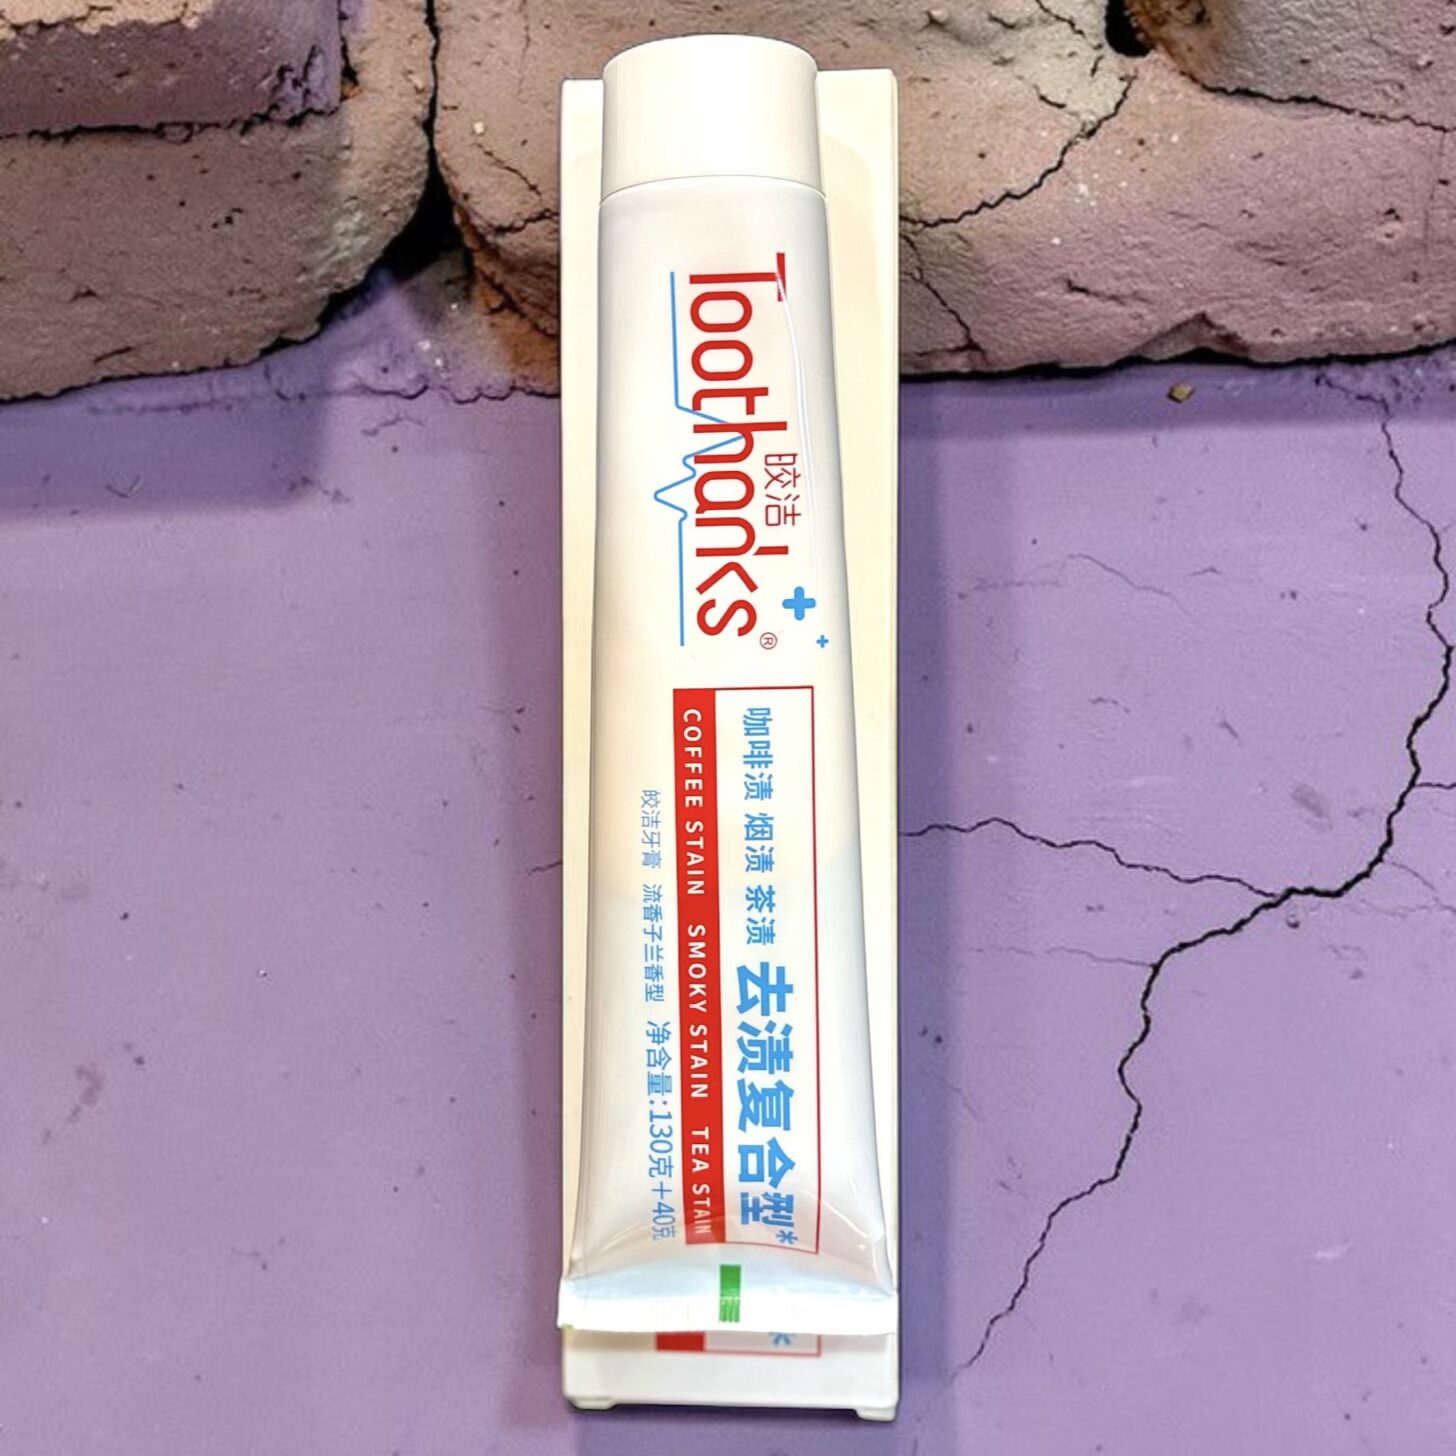 Toothanks®
皎洁
咖啡渍 烟渍 茶渍 去渍复合型*
COFFEE STAIN SMOKY STAIN TEA STAIN
皎洁牙膏 流香子兰香型 净含量:130克+40克